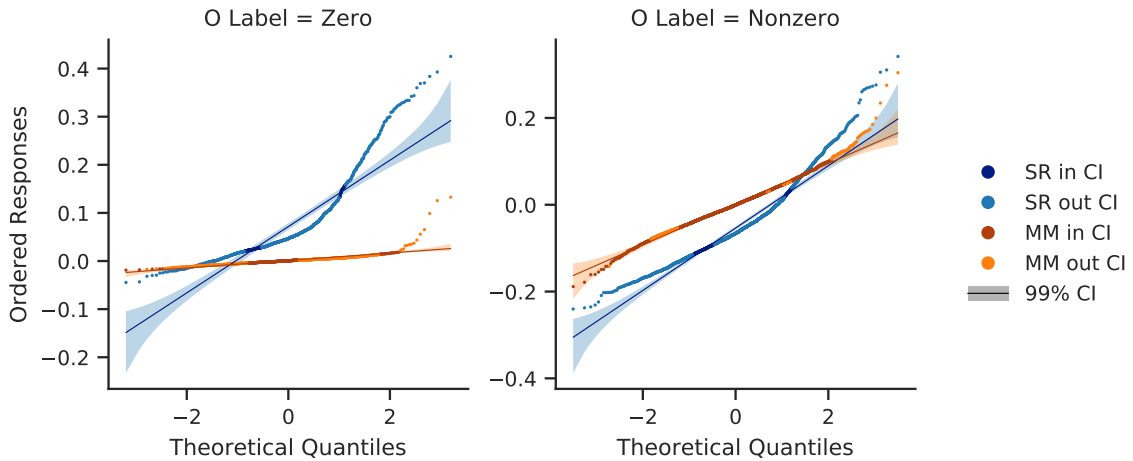 O Label = Zero
O Label = Nonzero
Ordered Responses
0.4
0.3
0.2
0.1
0.0
−0.1
−0.2
−2
0
2
Theoretical Quantiles
0.2
0.0
−0.2
−0.4
−2
0
2
Theoretical Quantiles
SR in CI
SR out CI
MM in CI
MM out CI
99% CI